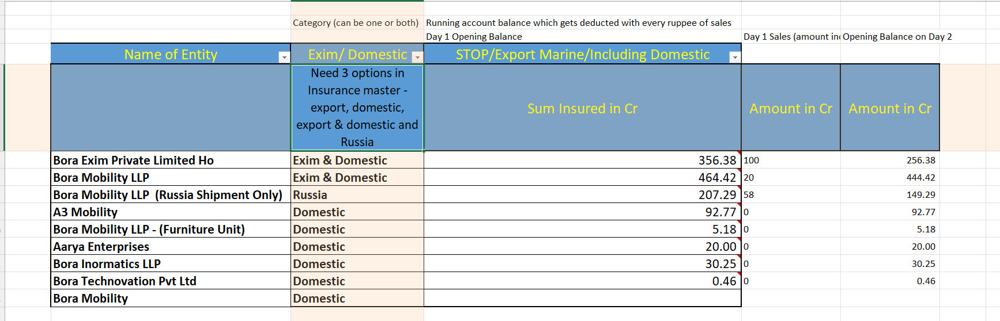 Category (can be one or both) Running account balance which gets deducted with every ruppee of sales
Day 1 Opening Balance Day 1 Sales (amount in Opening Balance on Day 2
Name of Entity Exim/ Domestic STOP/Export Marine/Including Domestic
Need 3 options in
Insurance master -
export, domestic,
export & domestic and
Russia
Sum Insured in Cr Amount in Cr Amount in Cr
Bora Exim Private Limited Ho Exim & Domestic 356.38 100 256.38
Bora Mobility LLP Exim & Domestic 464.42 20 444.42
Bora Mobility LLP (Russia Shipment Only) Russia 207.29 58 149.29
A3 Mobility Domestic 92.77 0 92.77
Bora Mobility LLP - (Furniture Unit) Domestic 5.18 0 5.18
Aarya Enterprises Domestic 20.00 0 20.00
Bora Inormatics LLP Domestic 30.25 0 30.25
Bora Technovation Pvt Ltd Domestic 0.46 0 0.46
Bora Mobility Domestic